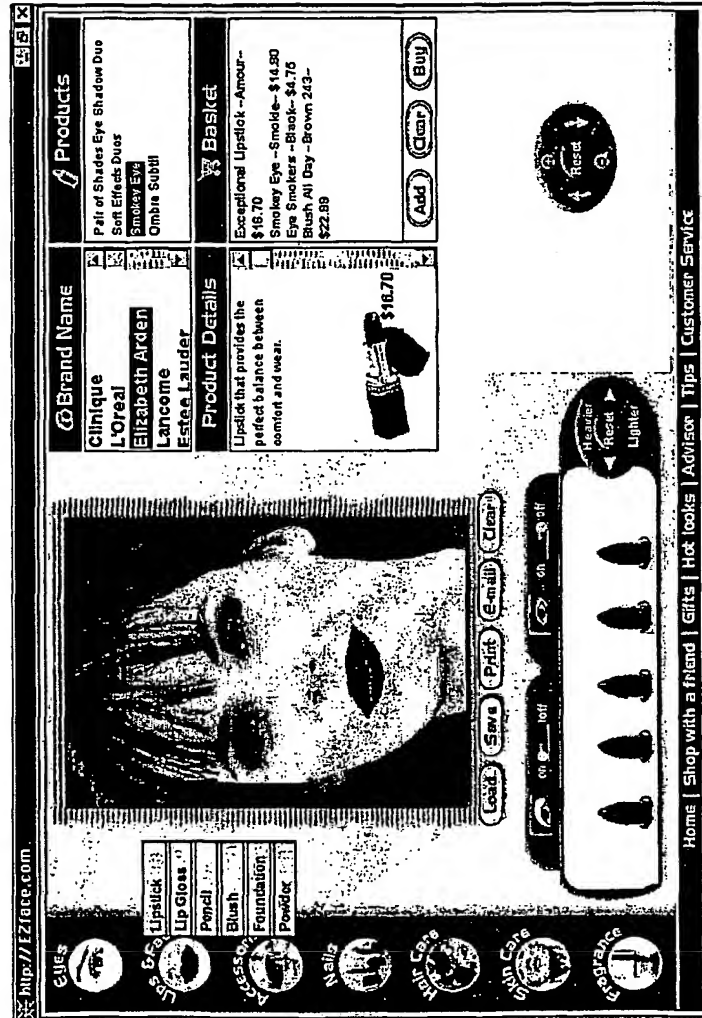 http://EZface.com
Eyes
Lips &
Nails
Hair Care
Skin Care
Fragrance
Lipstick
Lip Gloss
Pencil
Blush
Foundation
Powder
Load
Save
Print
E-mail
Clear
on off
on off
Heavier
Reset
Lighter
Brand Name
Clinique
L'Oreal
Elizabeth Arden
Lancome
Estee Lauder
Products
Pair of Shades Eye Shadow Duo
Soft Effects Duos
Smokey Eye
Ombre Subtil
Product Details
Lipstick that provides the
perfect balance between
comfort and wear.
$16.70
Basket
Exceptional Lipstick -Amour-
$16.70
Smokey Eye -Smokle- $14.90
Eye Smokers -Black- $4.75
Blush All Day -Brown 243-
$22.89
Add
Clear
Buy
Reset
Home | Shop with a friend | Gifts | Hot looks | Advisor | Tips | Customer Service